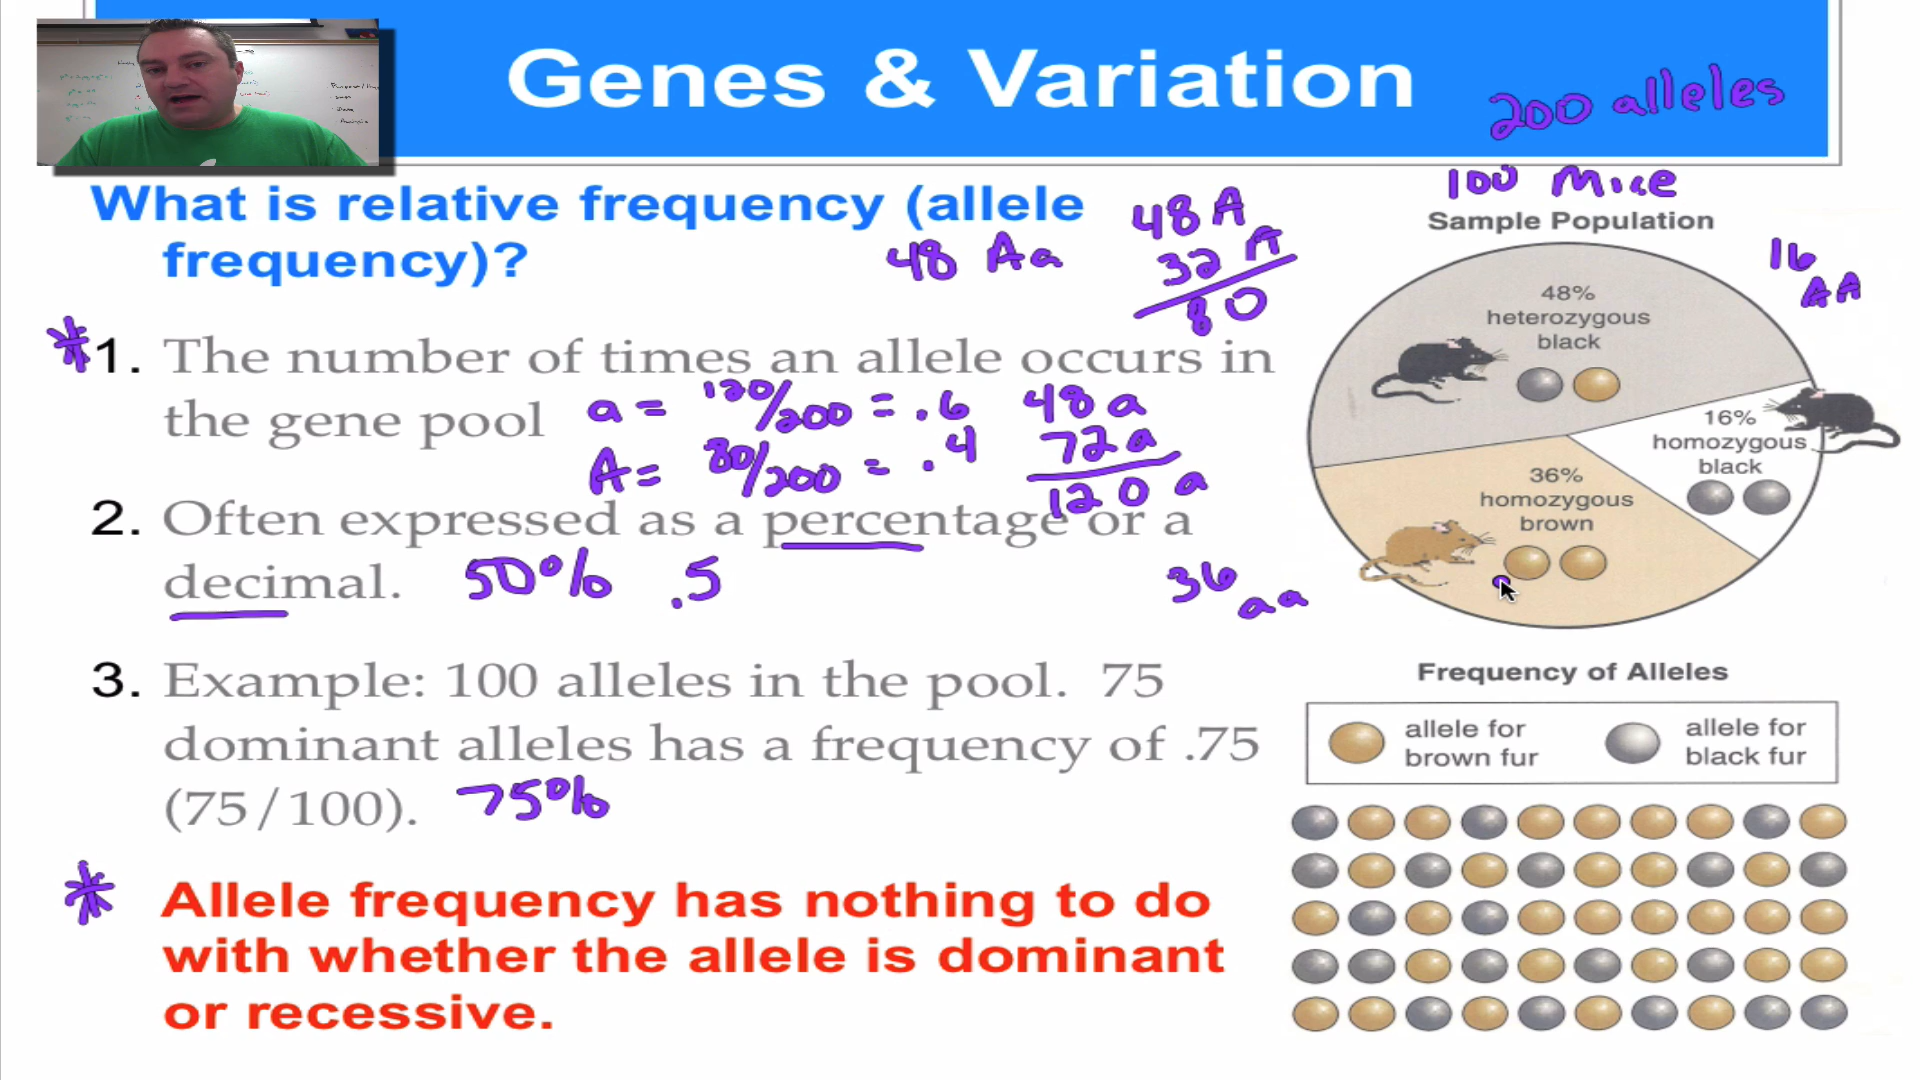 Genes & Variation
200 alleles
What is relative frequency (allele
frequency)?
48 Aa
48 A
32 A
80
*1. The number of times an allele occurs in
the gene pool
a = 120/200 = .6
A = 80/200 = .4
48 a
72 a
120 a
2. Often expressed as a percentage or a
decimal.
50% .5
36
aa
3. Example: 100 alleles in the pool. 75
dominant alleles has a frequency of .75
(75/100).
75%
* Allele frequency has nothing to do
with whether the allele is dominant
or recessive.
100 Mice
Sample Population
16
AA
48%
heterozygous
black
16%
homozygous
black
36%
homozygous
brown
Frequency of Alleles
allele for
brown fur
allele for
black fur